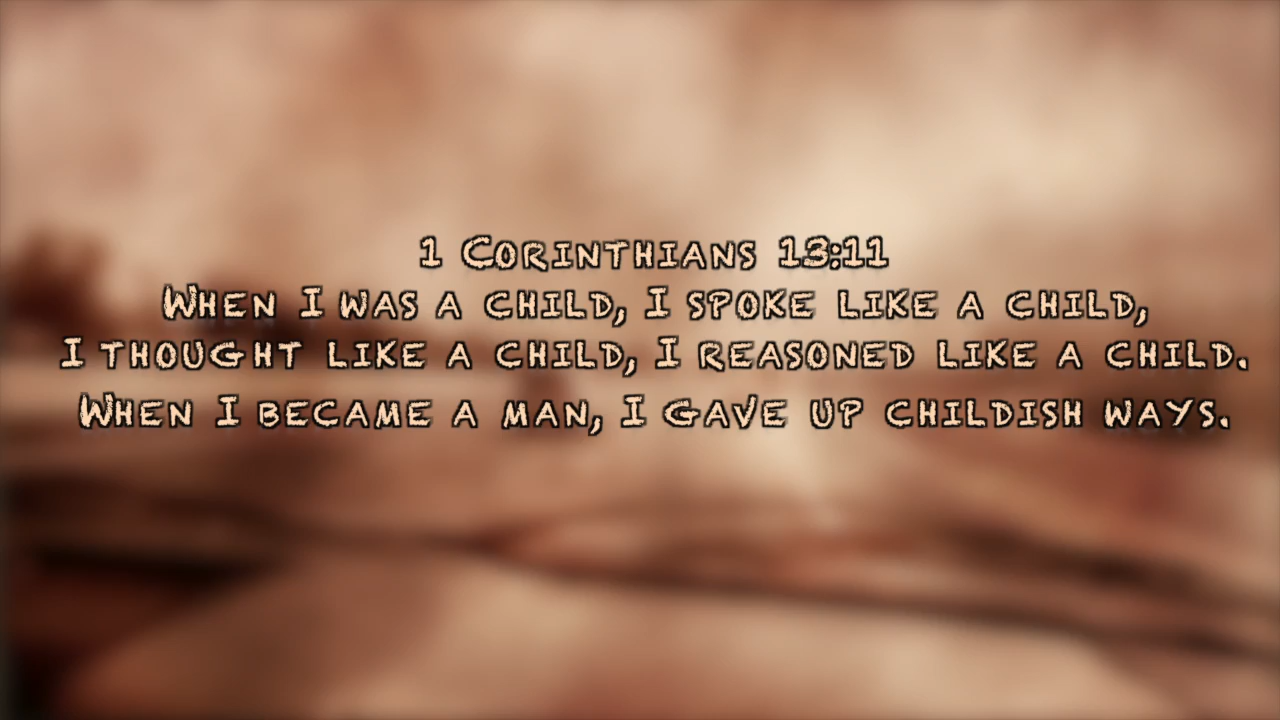 1 Corinthians 13:11
When I was a child, I spoke like a child,
I thought like a child, I reasoned like a child.
When I became a man, I gave up childish ways.